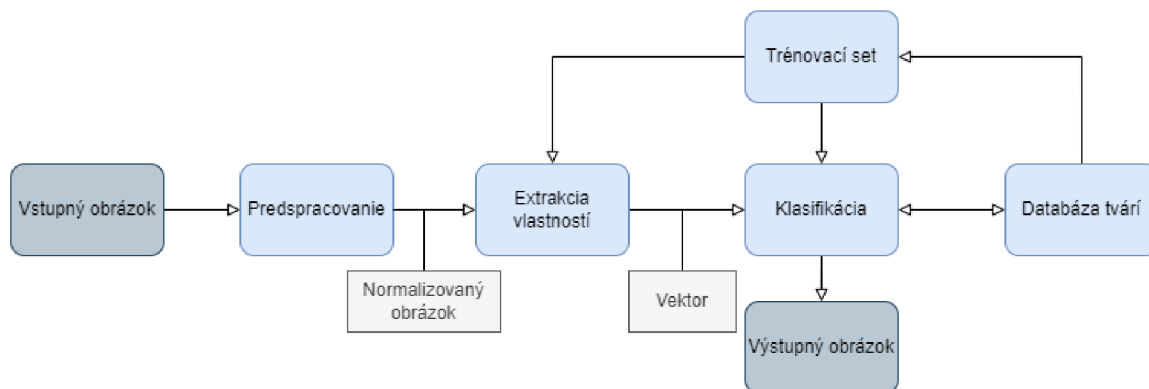 Trénovací set
Vstupný obrázok
Predspracovanie
Extrakcia
vlastností
Klasifikácia
Databáza tvárí
Normalizovaný
obrázok
Vektor
Výstupný obrázok